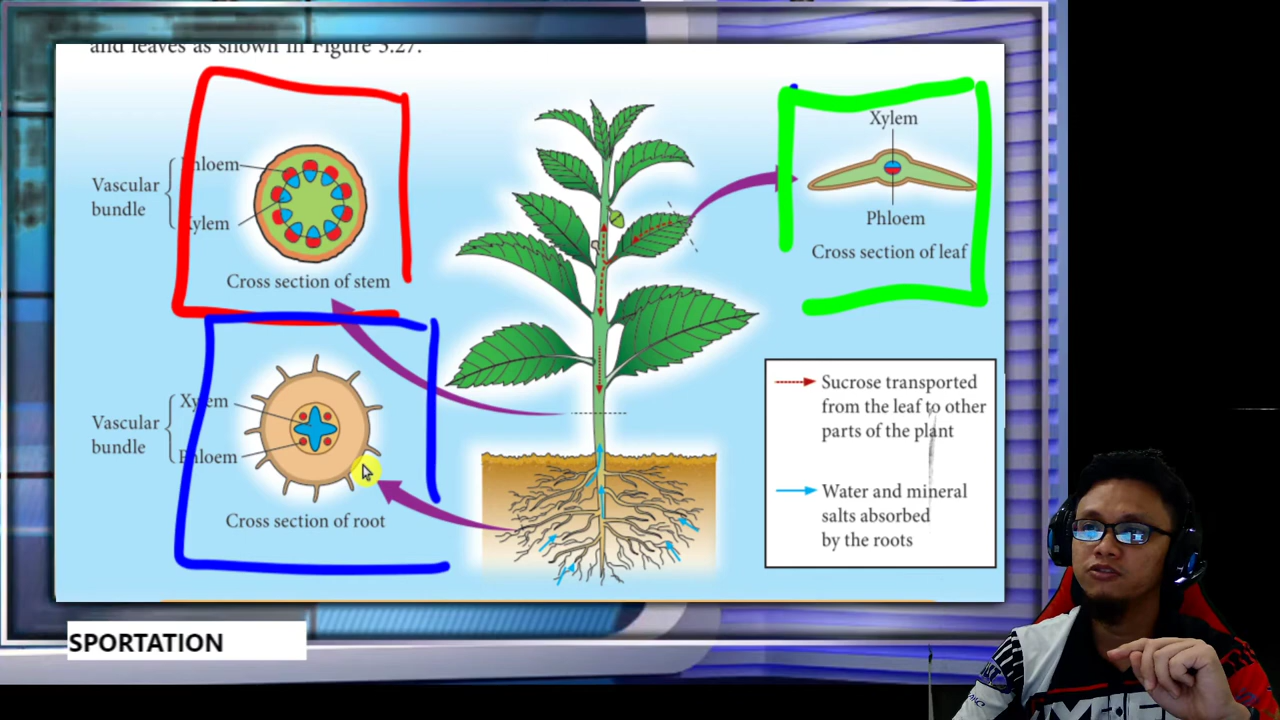 and leaves as shown in Figure 3.27.
Phloem
Vascular
bundle
Xylem
Cross section of stem
Xylem
Phloem
Cross section of leaf
Xylem
Vascular
bundle
Phloem
Cross section of root
Sucrose transported
from the leaf to other
parts of the plant
Water and mineral
salts absorbed
by the roots
SPORTATION